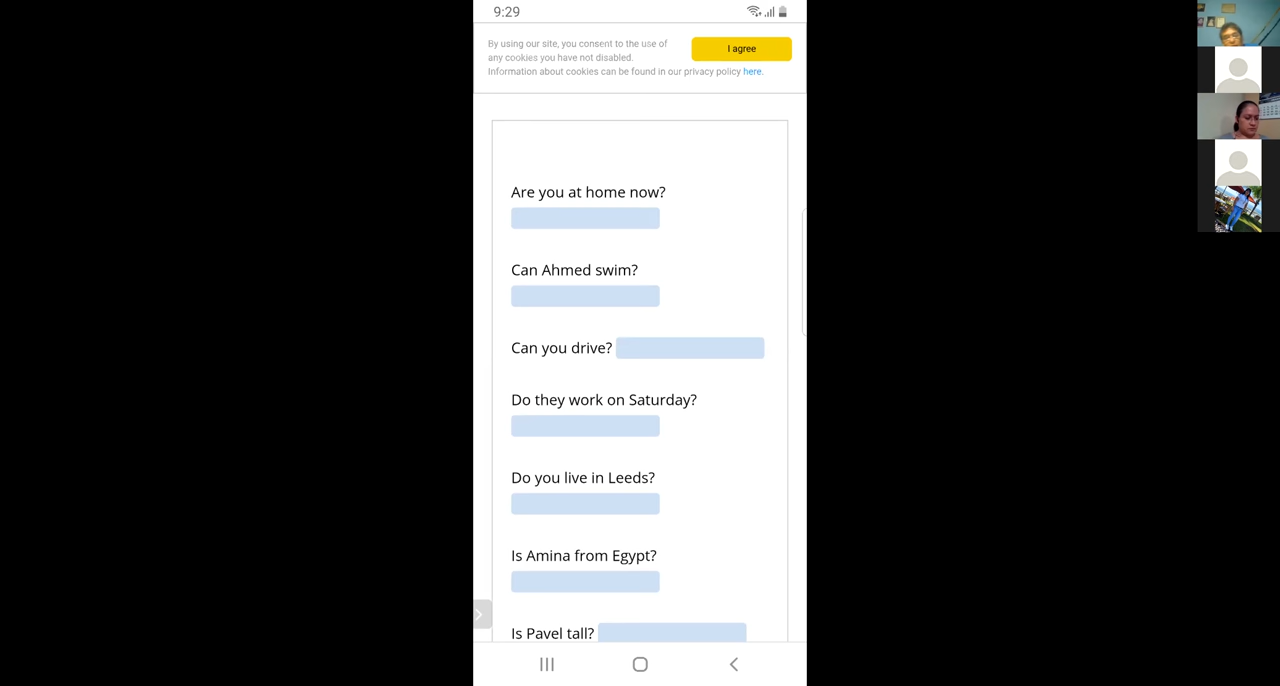 9:29
By using our site, you consent to the use of
any cookies you have not disabled.
Information about cookies can be found in our privacy policy here.
I agree
Are you at home now?
Can Ahmed swim?
Can you drive?
Do they work on Saturday?
Do you live in Leeds?
Is Amina from Egypt?
Is Pavel tall?